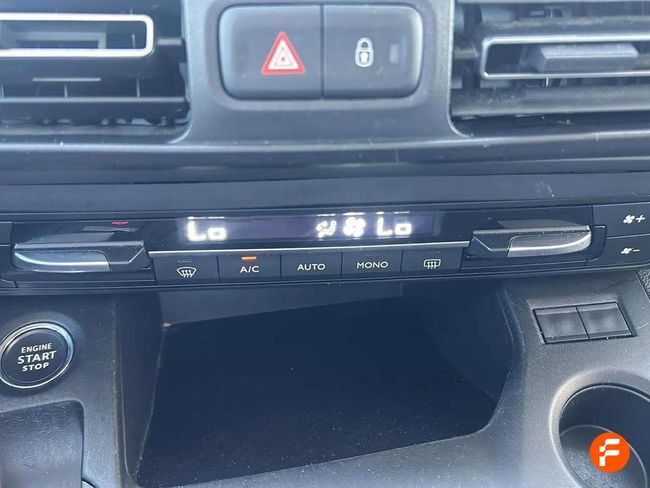 Lo Lo
A/C AUTO MONO
ENGINE
START
STOP